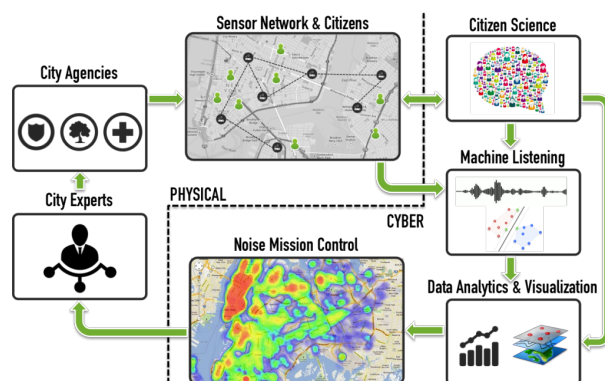 Sensor Network & Citizens
Citizen Science
City Agencies
Machine Listening
PHYSICAL
City Experts
CYBER
Noise Mission Control
Data Analytics & Visualization